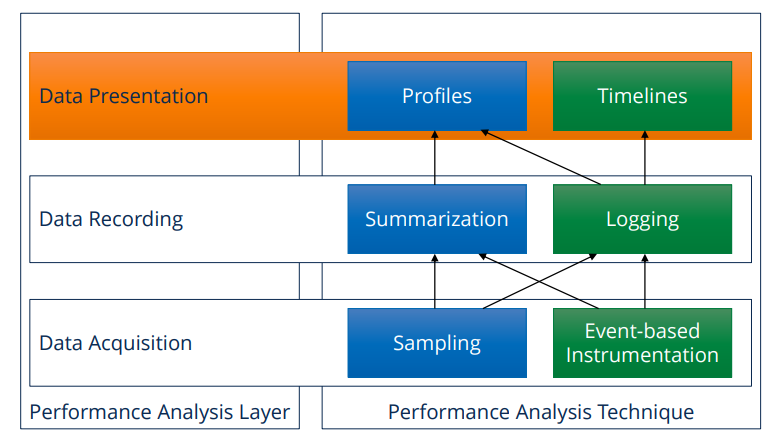 Data Presentation
Profiles
Timelines
Data Recording
Summarization
Logging
Data Acquisition
Sampling
Event-based
Instrumentation
Performance Analysis Layer
Performance Analysis Technique